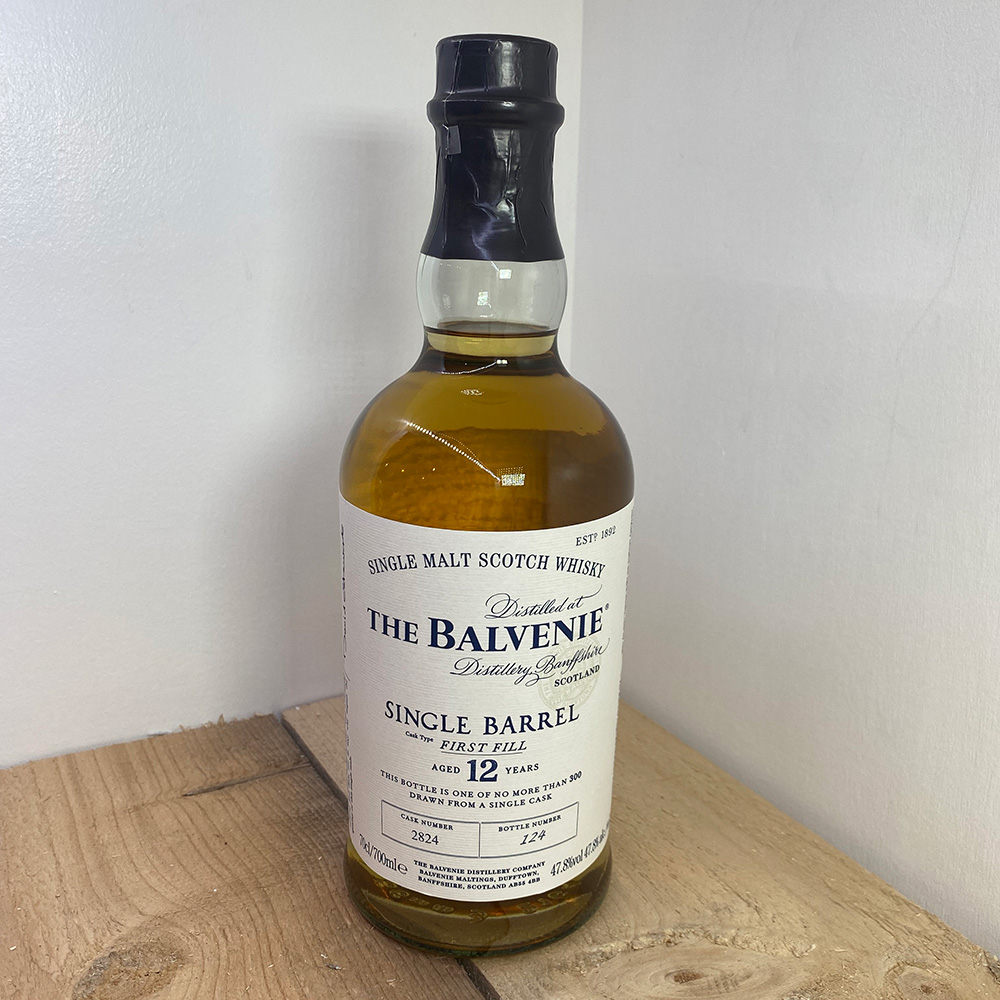 ESTD 1892
SINGLE MALT SCOTCH WHISKY
Distilled at
THE BALVENIE®
Distillery, Banffshire
SCOTLAND
SINGLE BARREL
Cask Type FIRST FILL
AGED 12 YEARS
THIS BOTTLE IS ONE OF NO MORE THAN 300
DRAWN FROM A SINGLE CASK
CASK NUMBER
2824
BOTTLE NUMBER
124
70cl/700ml℮
THE BALVENIE DISTILLERY COMPANY
BALVENIE MALTINGS, DUFFTOWN,
BANFFSHIRE, SCOTLAND AB55 4BB
47.8%vol 47.8%alc